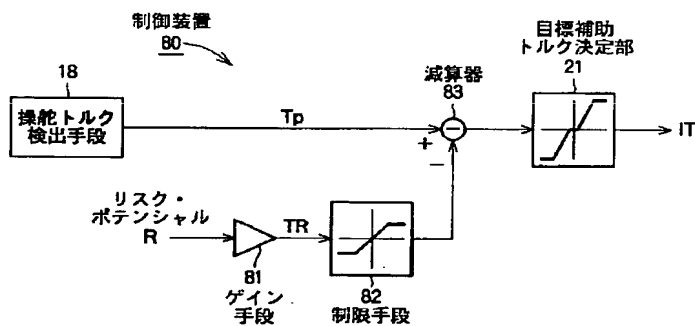 制御装置
80
18
操舵トルク
検出手段
Tp
減算器
83
+
−
−
目標補助
トルク決定部
21
IT
リスク・
ポテンシャル
R
TR
81
ゲイン
手段
82
制限手段